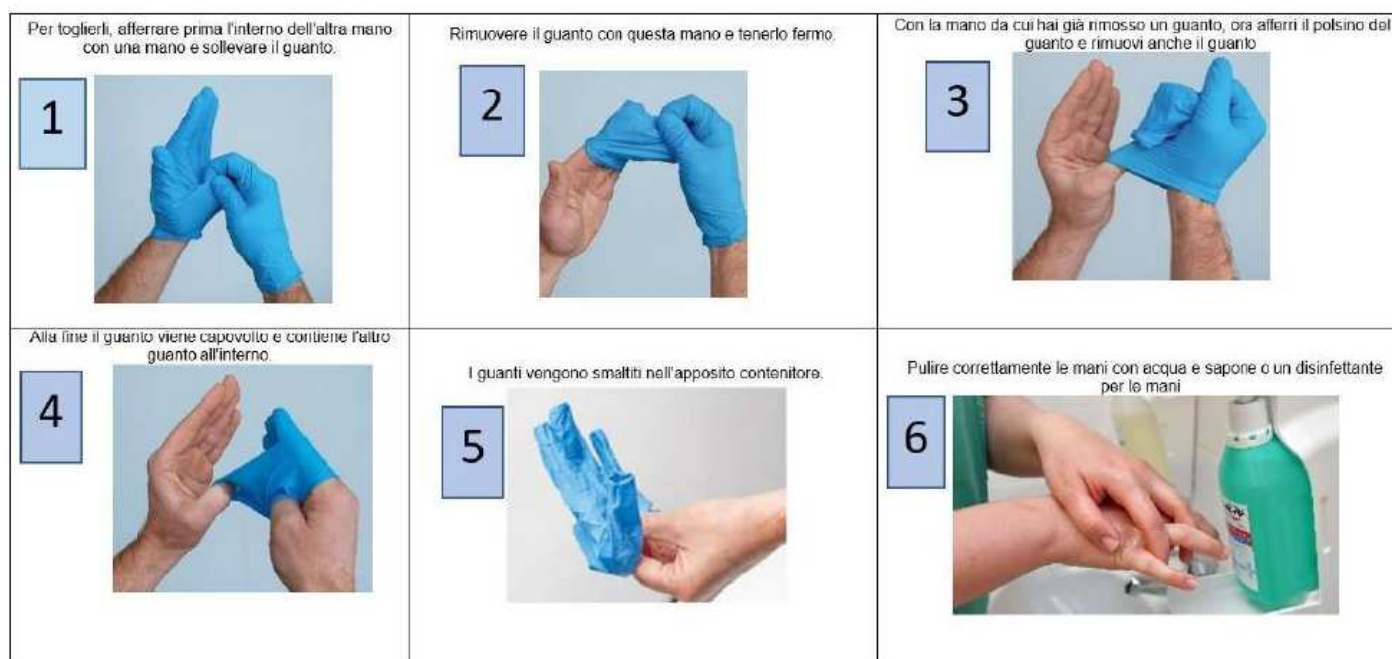 Per toglierli, afferrare prima l'interno dell'altra mano
con una mano e sollevare il guanto.
1
Rimuovere il guanto con questa mano e tenerlo fermo.
2
Con la mano da cui hai già rimosso un guanto, ora afferri il polsino del
guanto e rimuovi anche il guanto
3
Alla fine il guanto viene capovolto e contiene l'altro
guanto all'interno.
4
I guanti vengono smaltiti nell'apposito contenitore.
5
Pulire correttamente le mani con acqua e sapone o un disinfettante
per le mani
6